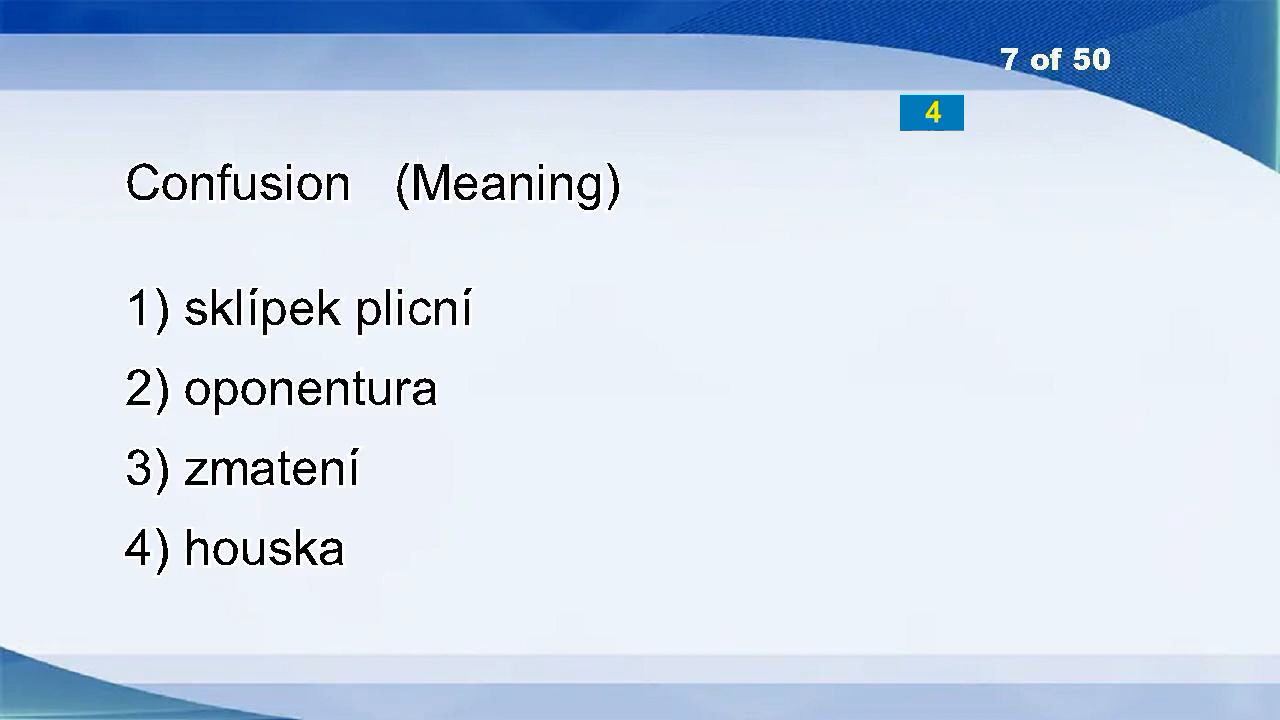 7 of 50
4
Confusion (Meaning)
1) sklípek plicní
2) oponentura
3) zmatení
4) houska